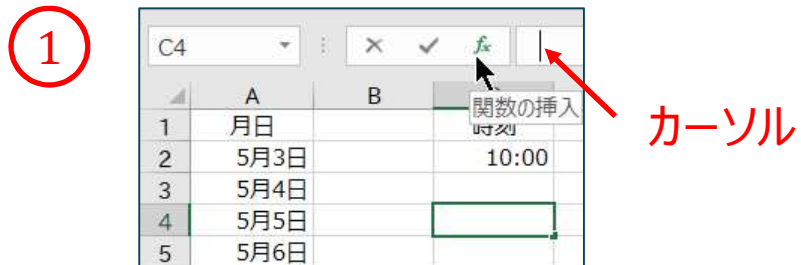 ①
C4 fx
カーソル
関数の挿入
A B
1 月日 時刻
2 5月3日 10:00
3 5月4日
4 5月5日
5 5月6日